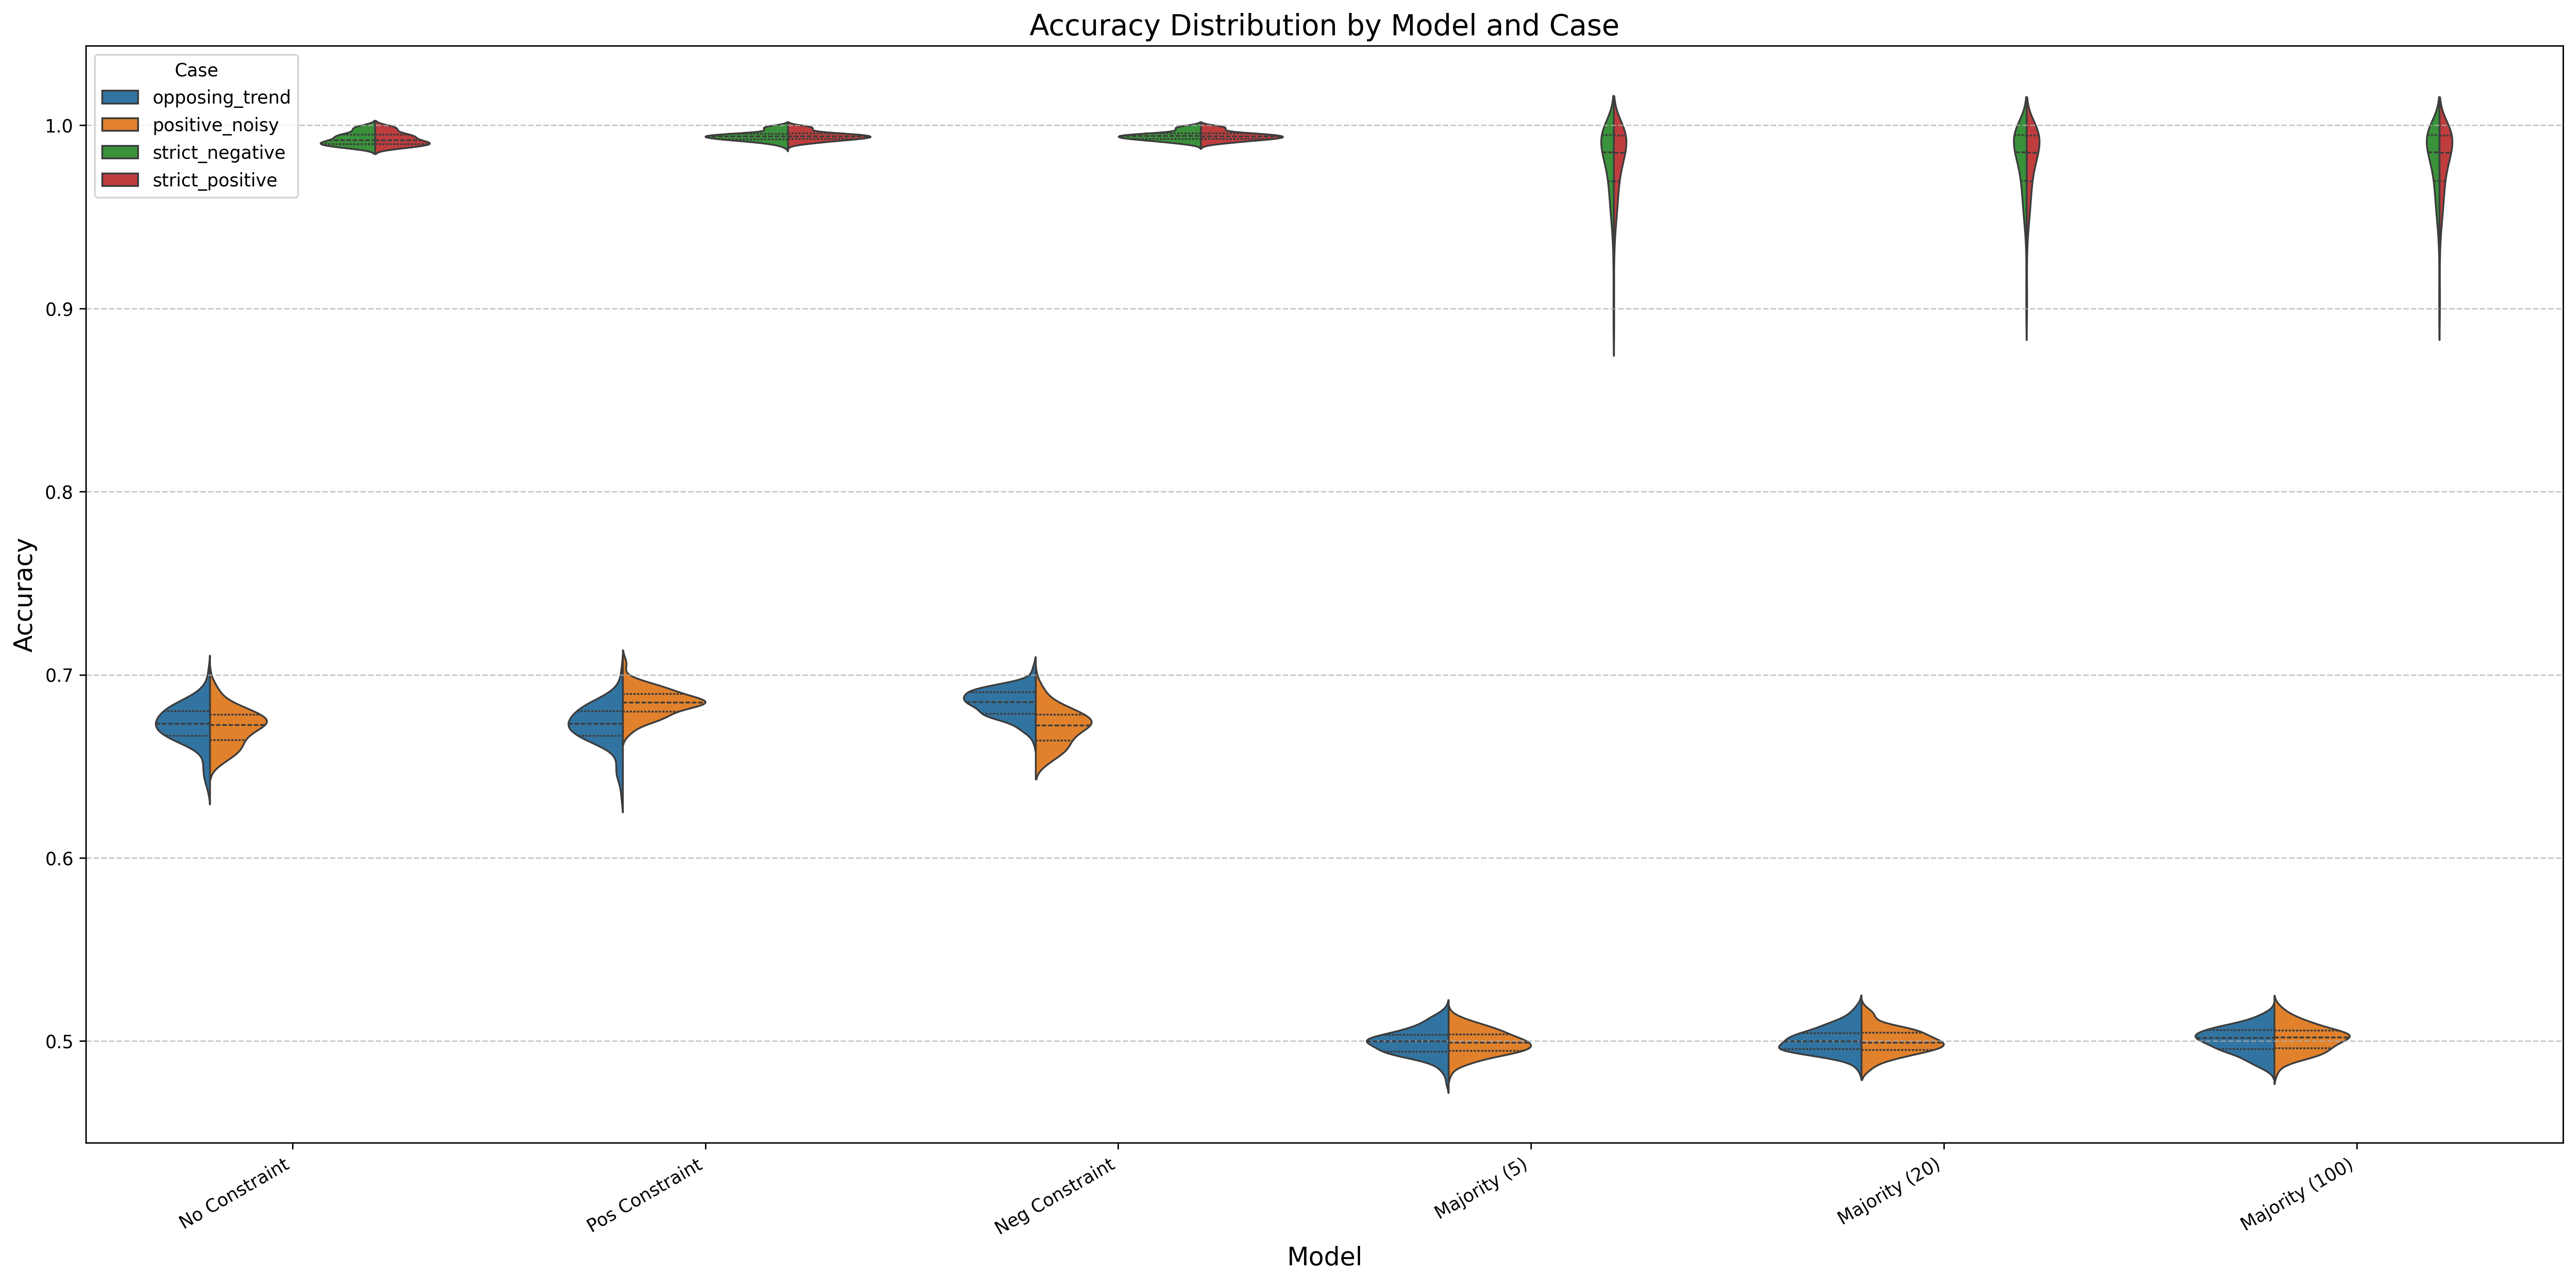 Accuracy Distribution by Model and Case
Case
opposing_trend
positive_noisy
strict_negative
strict_positive
Accuracy
1.0
0.9
0.8
0.7
0.6
0.5
No Constraint
Pos Constraint
Neg Constraint
Majority (5)
Majority (20)
Majority (100)
Model